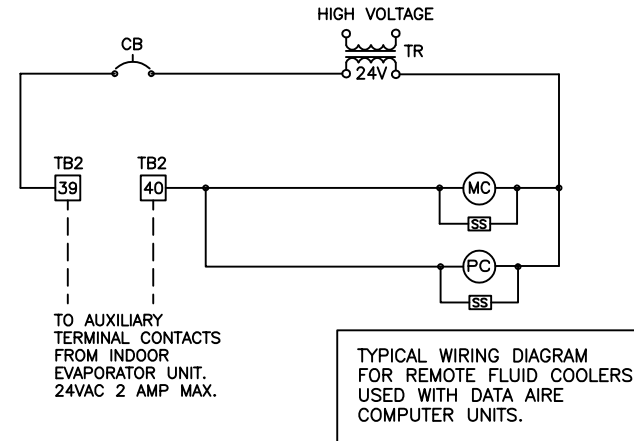 HIGH VOLTAGE
CB
TR
24V
TB2
TB2
39
40
MC
SS
PC
SS
TO AUXILIARY
TERMINAL CONTACTS
FROM INDOOR
EVAPORATOR UNIT.
24VAC 2 AMP MAX.
TYPICAL WIRING DIAGRAM
FOR REMOTE FLUID COOLERS
USED WITH DATA AIRE
COMPUTER UNITS.